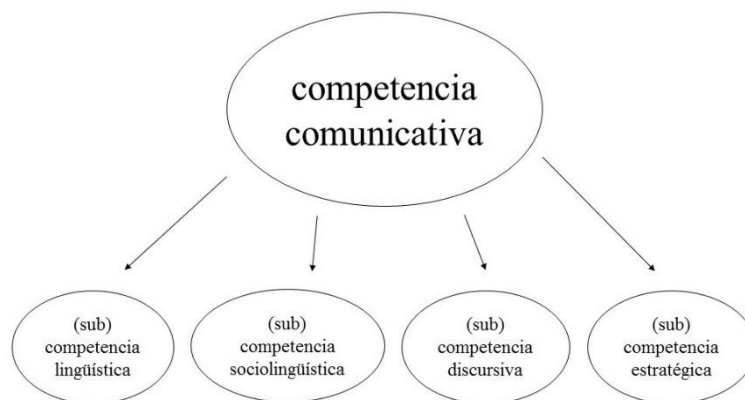 competencia
comunicativa
(sub)
competencia
lingüística
(sub)
competencia
sociolingüística
(sub)
competencia
discursiva
(sub)
competencia
estratégica